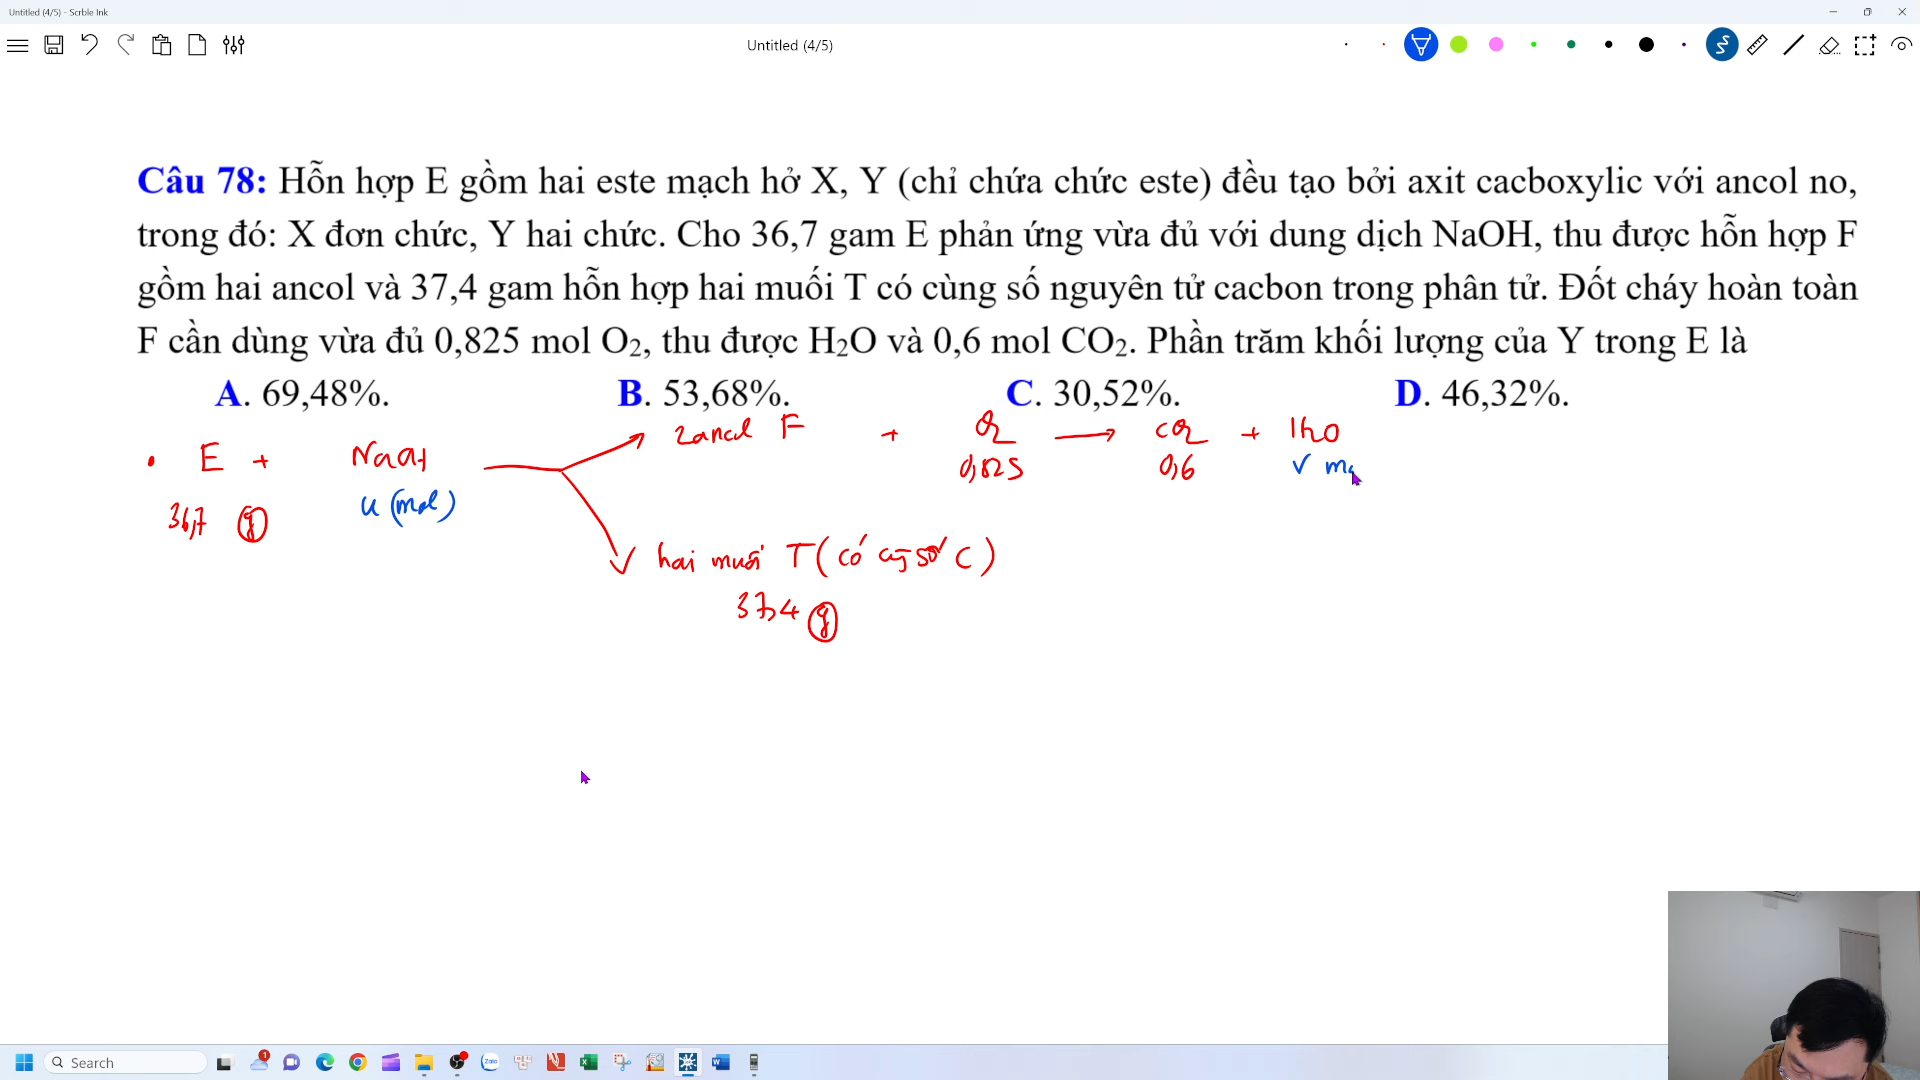 Untitled (4/5) - Scrble Ink
Untitled (4/5)
Câu 78: Hỗn hợp E gồm hai este mạch hở X, Y (chỉ chứa chức este) đều tạo bởi axit cacboxylic với ancol no,
trong đó: X đơn chức, Y hai chức. Cho 36,7 gam E phản ứng vừa đủ với dung dịch NaOH, thu được hỗn hợp F
gồm hai ancol và 37,4 gam hỗn hợp hai muối T có cùng số nguyên tử cacbon trong phân tử. Đốt cháy hoàn toàn
F cần dùng vừa đủ 0,825 mol O₂, thu được H₂O và 0,6 mol CO₂. Phần trăm khối lượng của Y trong E là
A. 69,48%. B. 53,68%. C. 30,52%. D. 46,32%.
2 ancol F + O₂ → CO₂ + H₂O
• E + NaOH 0,825 0,6 v
36,7 g u (mol)
hai muối T (có cùng số C)
37,4 g
Search